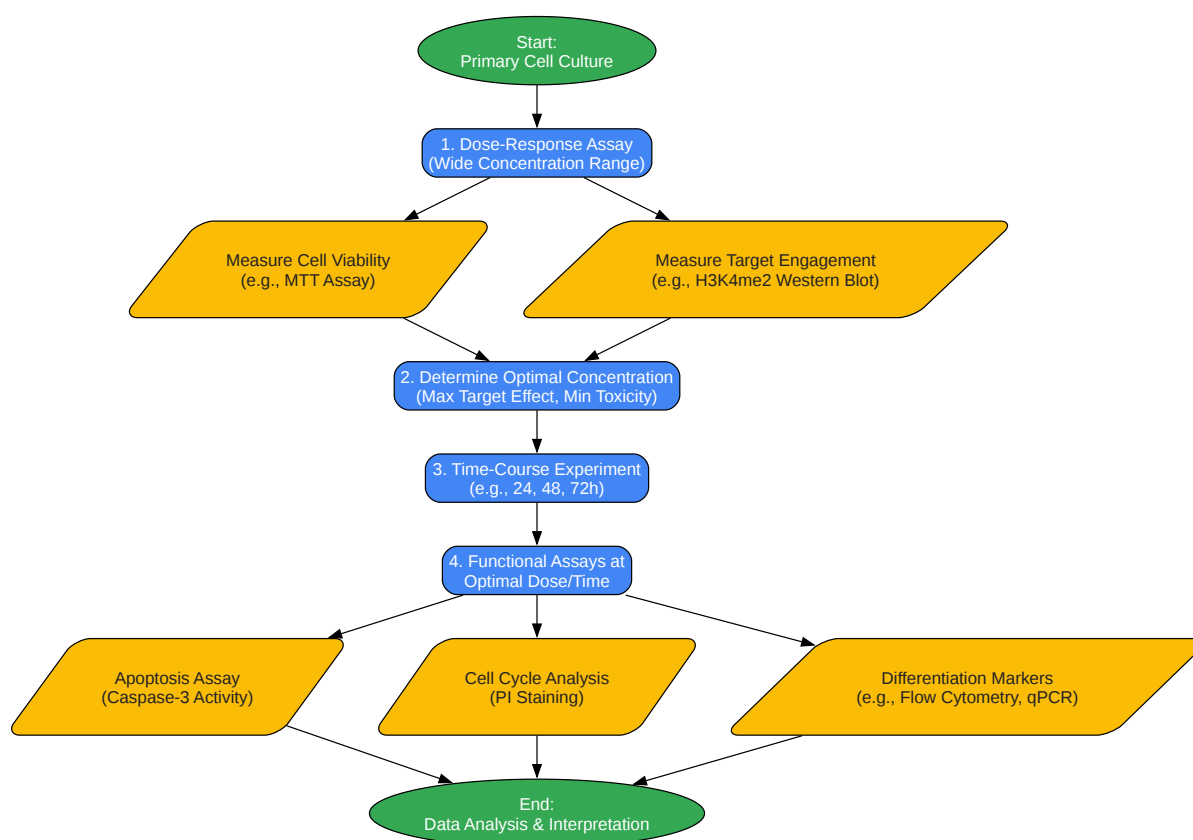 Start:
Primary Cell Culture
1. Dose-Response Assay
(Wide Concentration Range)
Measure Cell Viability
(e.g., MTT Assay)
Measure Target Engagement
(e.g., H3K4me2 Western Blot)
2. Determine Optimal Concentration
(Max Target Effect, Min Toxicity)
3. Time-Course Experiment
(e.g., 24, 48, 72h)
4. Functional Assays at
Optimal Dose/Time
Apoptosis Assay
(Caspase-3 Activity)
Cell Cycle Analysis
(PI Staining)
Differentiation Markers
(e.g., Flow Cytometry, qPCR)
End:
Data Analysis & Interpretation